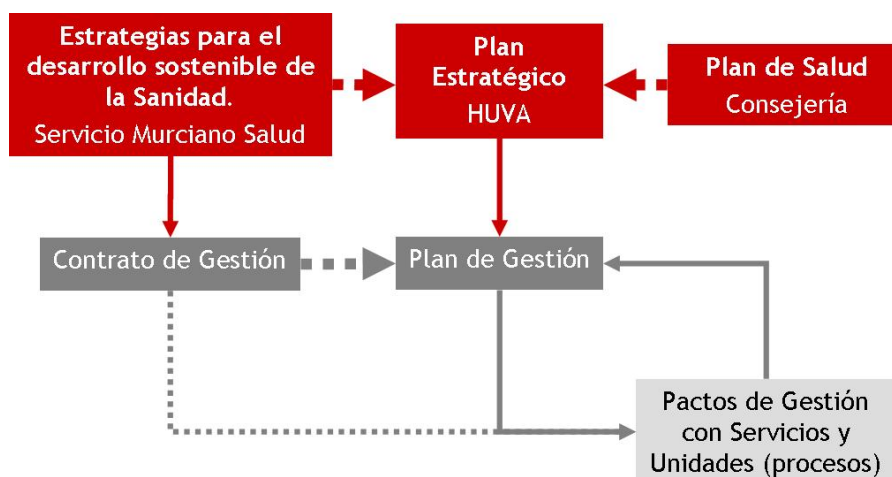 Estrategias para el
desarrollo sostenible de
la Sanidad.
Servicio Murciano Salud
Plan
Estratégico
HUVA
Plan de Salud
Consejería
Contrato de Gestión
Plan de Gestión
Pactos de Gestión
con Servicios y
Unidades (procesos)